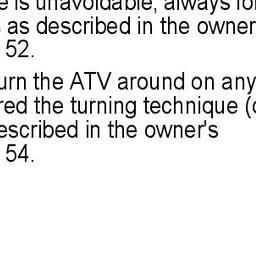 e is unavoidable, always fo
s as described in the owner
52.
urn the ATV around on any
red the turning technique (
escribed in the owner's
54.